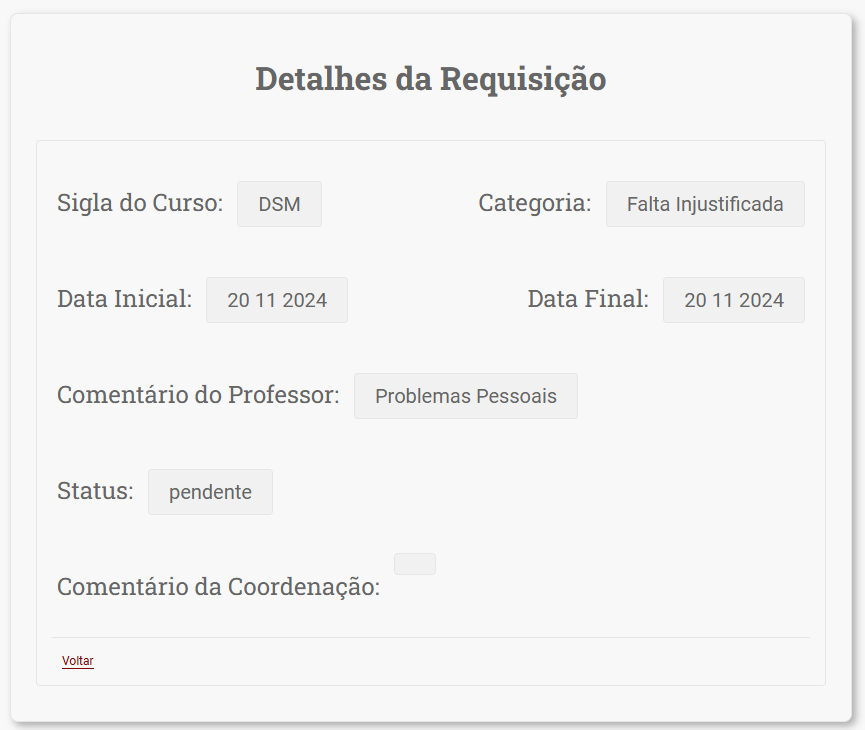 Detalhes da Requisição
Sigla do Curso: DSM Categoria: Falta Injustificada
Data Inicial: 20 11 2024 Data Final: 20 11 2024
Comentário do Professor: Problemas Pessoais
Status: pendente
Comentário da Coordenação:
Voltar